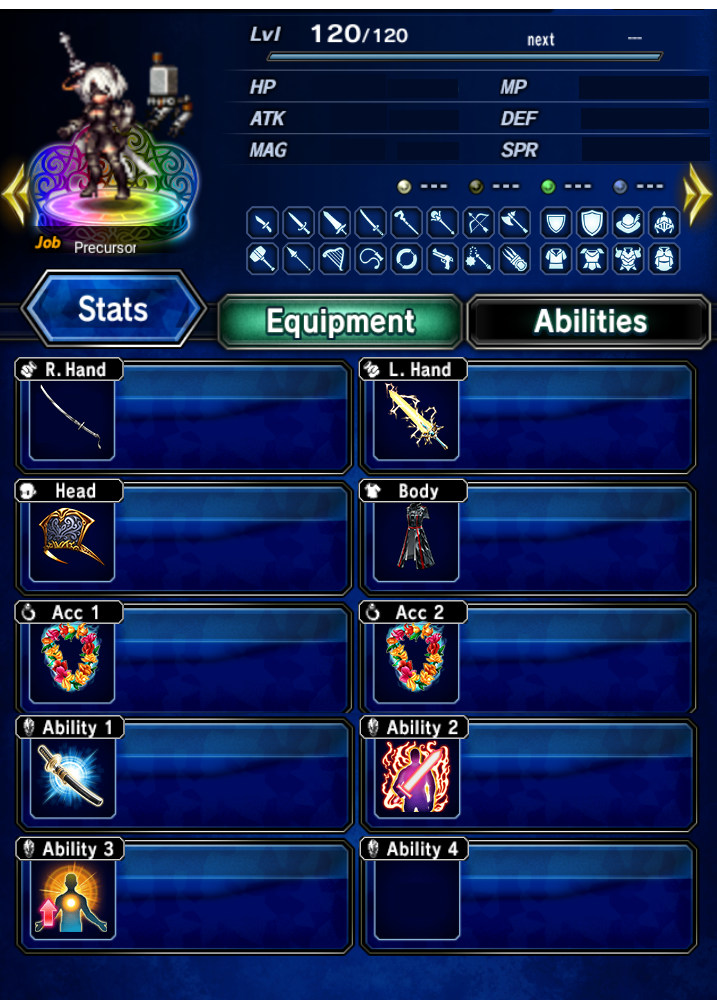 Lvl 120/120 next ---
HP MP
ATK DEF
MAG SPR
--- --- --- ---
Job Precursor
Stats Equipment Abilities
R. Hand L. Hand
Head Body
Acc 1 Acc 2
Ability 1 Ability 2
Ability 3 Ability 4